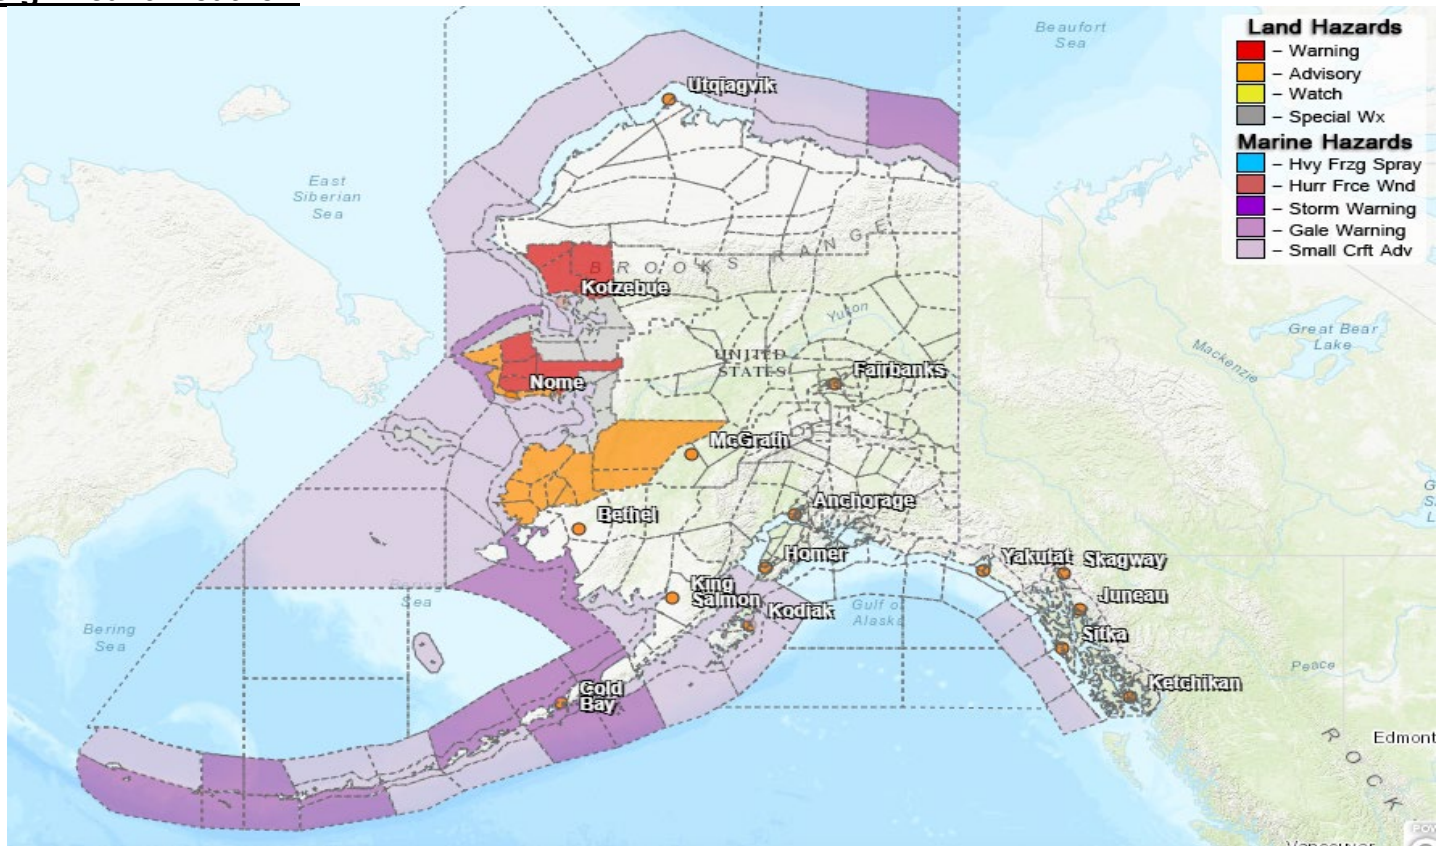 Beaufort
Sea
Land Hazards
– Warning
– Advisory
– Watch
– Special Wx
Marine Hazards
– Hvy Frzg Spray
– Hurr Frce Wnd
– Storm Warning
– Gale Warning
– Small Crft Adv
Utqiagvik
East
Siberian
Sea
BROOKS RANGE
Kotzebue
Yukon
Great Bear
Lake
Mackenzie
UNITED
STATES
Fairbanks
Nome
McGrath
Anchorage
Bethel
Homer
Yakutat
Skagway
King
Salmon
Juneau
Kodiak
Bering
Sea
Gulf of
Alaska
Bering
Sea
Sitka
Peace
Ketchikan
Cold
Bay
ROCK
Edmont